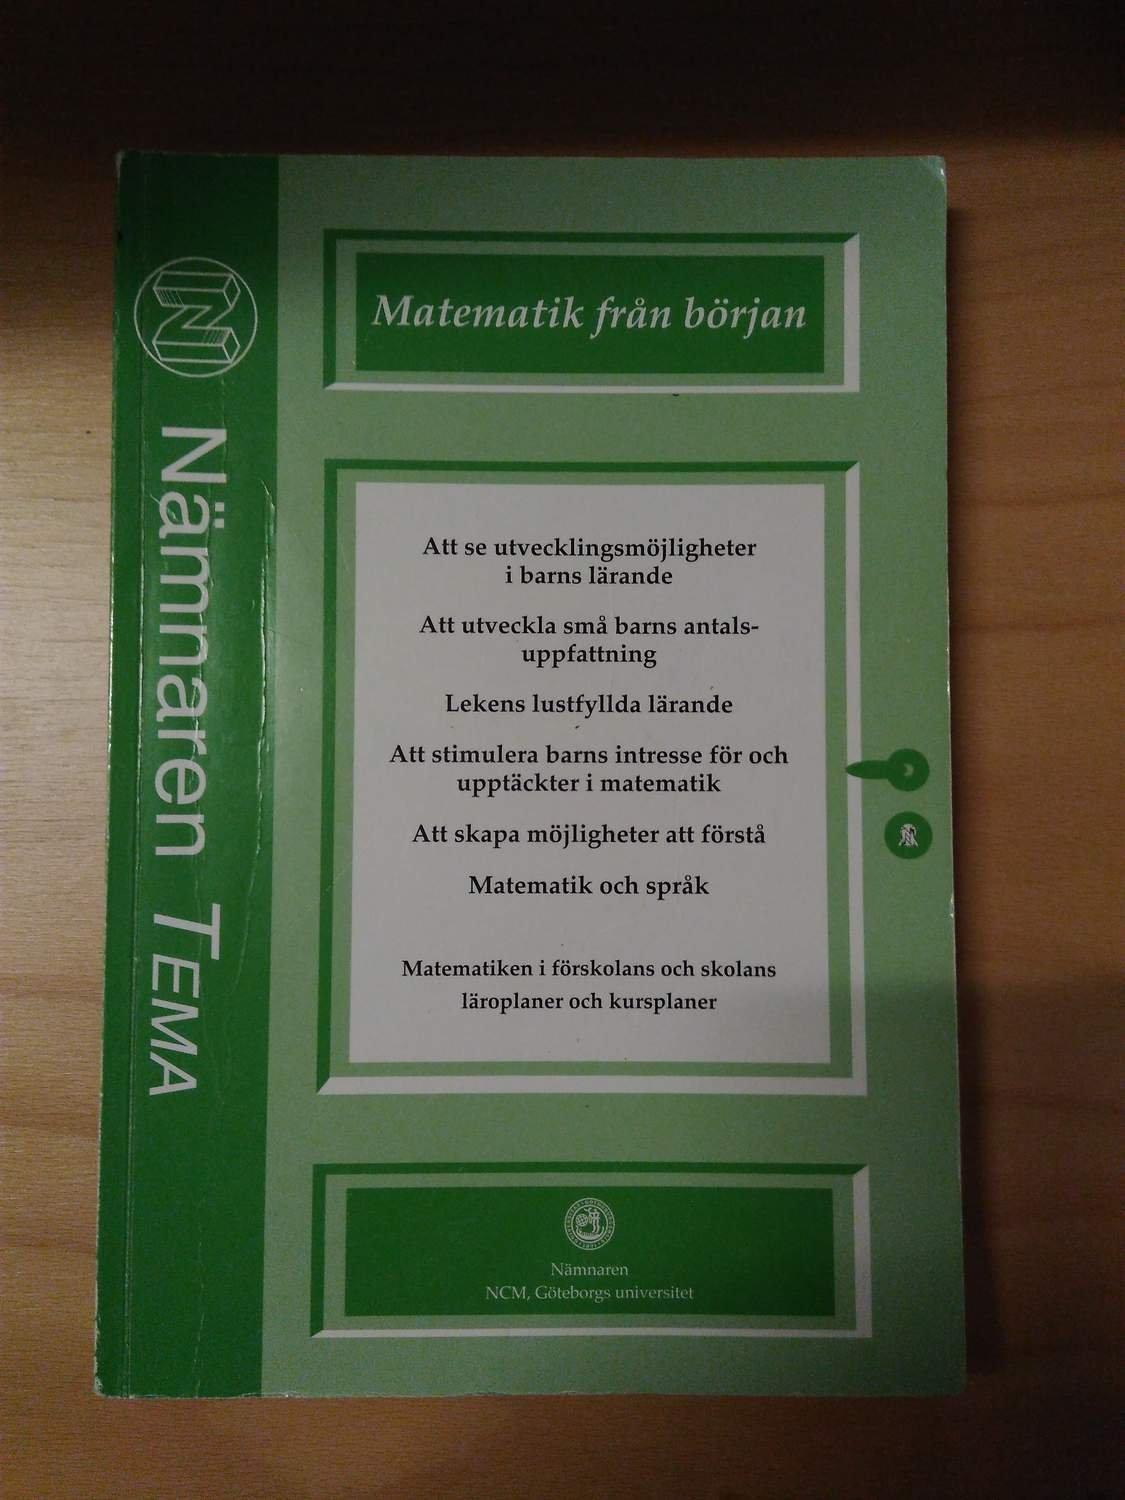 N
Nämnaren TEMA
Matematik från början
Att se utvecklingsmöjligheter
i barns lärande
Att utveckla små barns antals-
uppfattning
Lekens lustfyllda lärande
Att stimulera barns intresse för och
upptäckter i matematik
Att skapa möjligheter att förstå
Matematik och språk
Matematiken i förskolans och skolans
läroplaner och kursplaner
Nämnaren
NCM, Göteborgs universitet